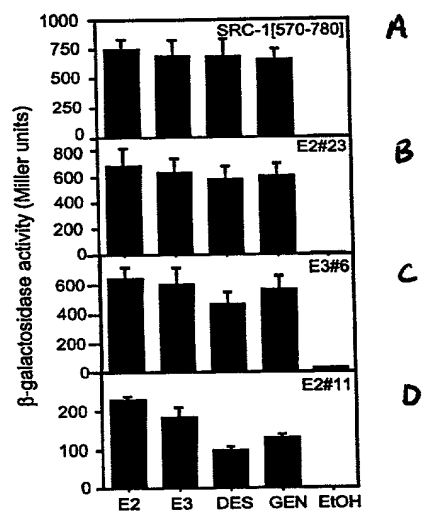 β-galactosidase activity (Miller units)
1000
750
500
250
0
SRC-1[570-780]
A
800
600
400
200
0
E2#23
B
600
400
200
0
E3#6
C
200
100
0
E2#11
D
E2 E3 DES GEN EtOH